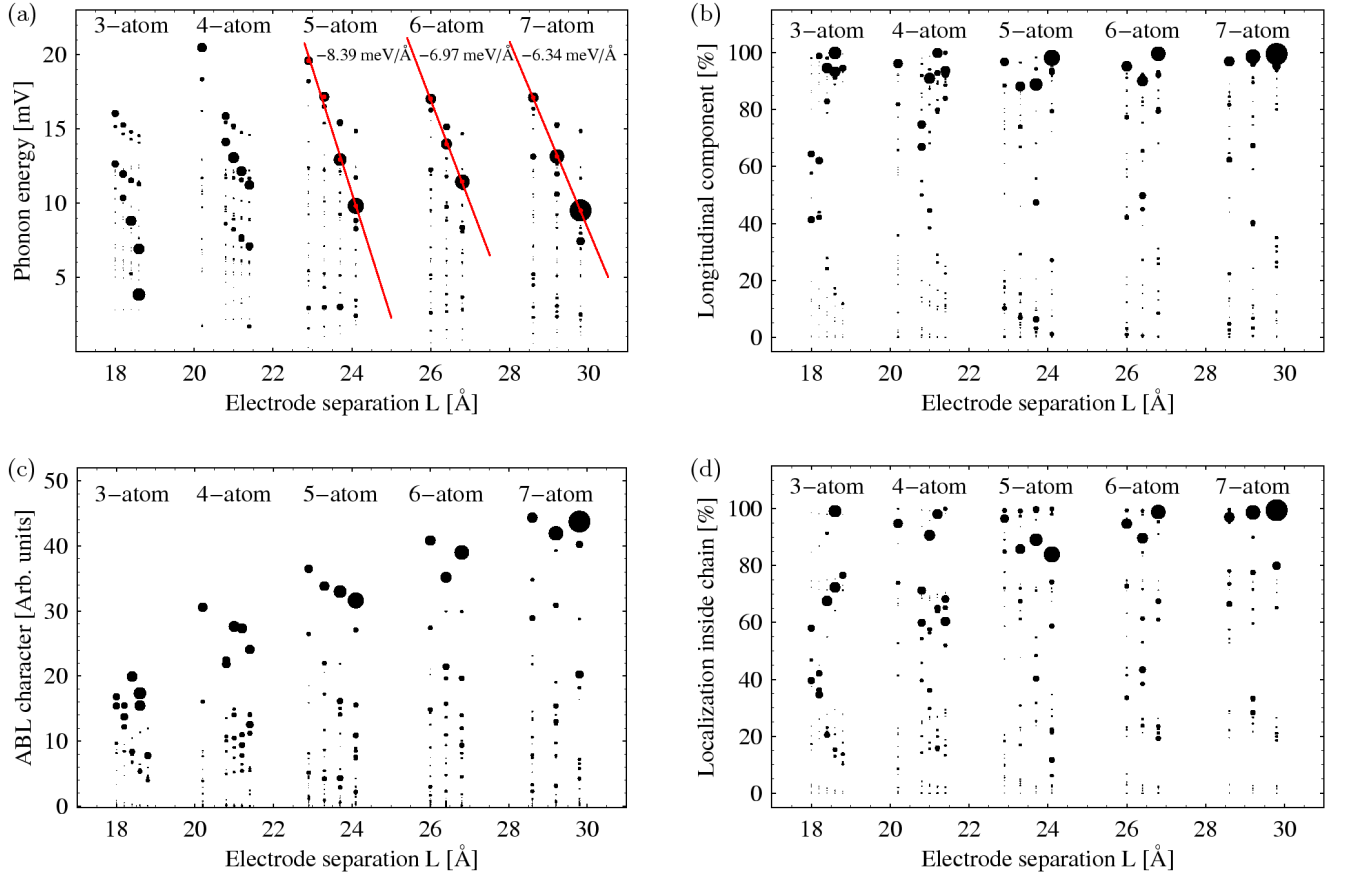 (a)
3−atom 4−atom 5−atom 6−atom 7−atom
−8.39 meV/Å −6.97 meV/Å −6.34 meV/Å
20
15
10
5
Phonon energy [mV]
18 20 22 24 26 28 30
Electrode separation L [Å]
(b)
3−atom 4−atom 5−atom 6−atom 7−atom
100
80
60
40
20
0
Longitudinal component [%]
18 20 22 24 26 28 30
Electrode separation L [Å]
(c)
50
3−atom 4−atom 5−atom 6−atom 7−atom
40
30
20
10
0
ABL character [Arb. units]
18 20 22 24 26 28 30
Electrode separation L [Å]
(d)
3−atom 4−atom 5−atom 6−atom 7−atom
100
80
60
40
20
0
Localization inside chain [%]
18 20 22 24 26 28 30
Electrode separation L [Å]